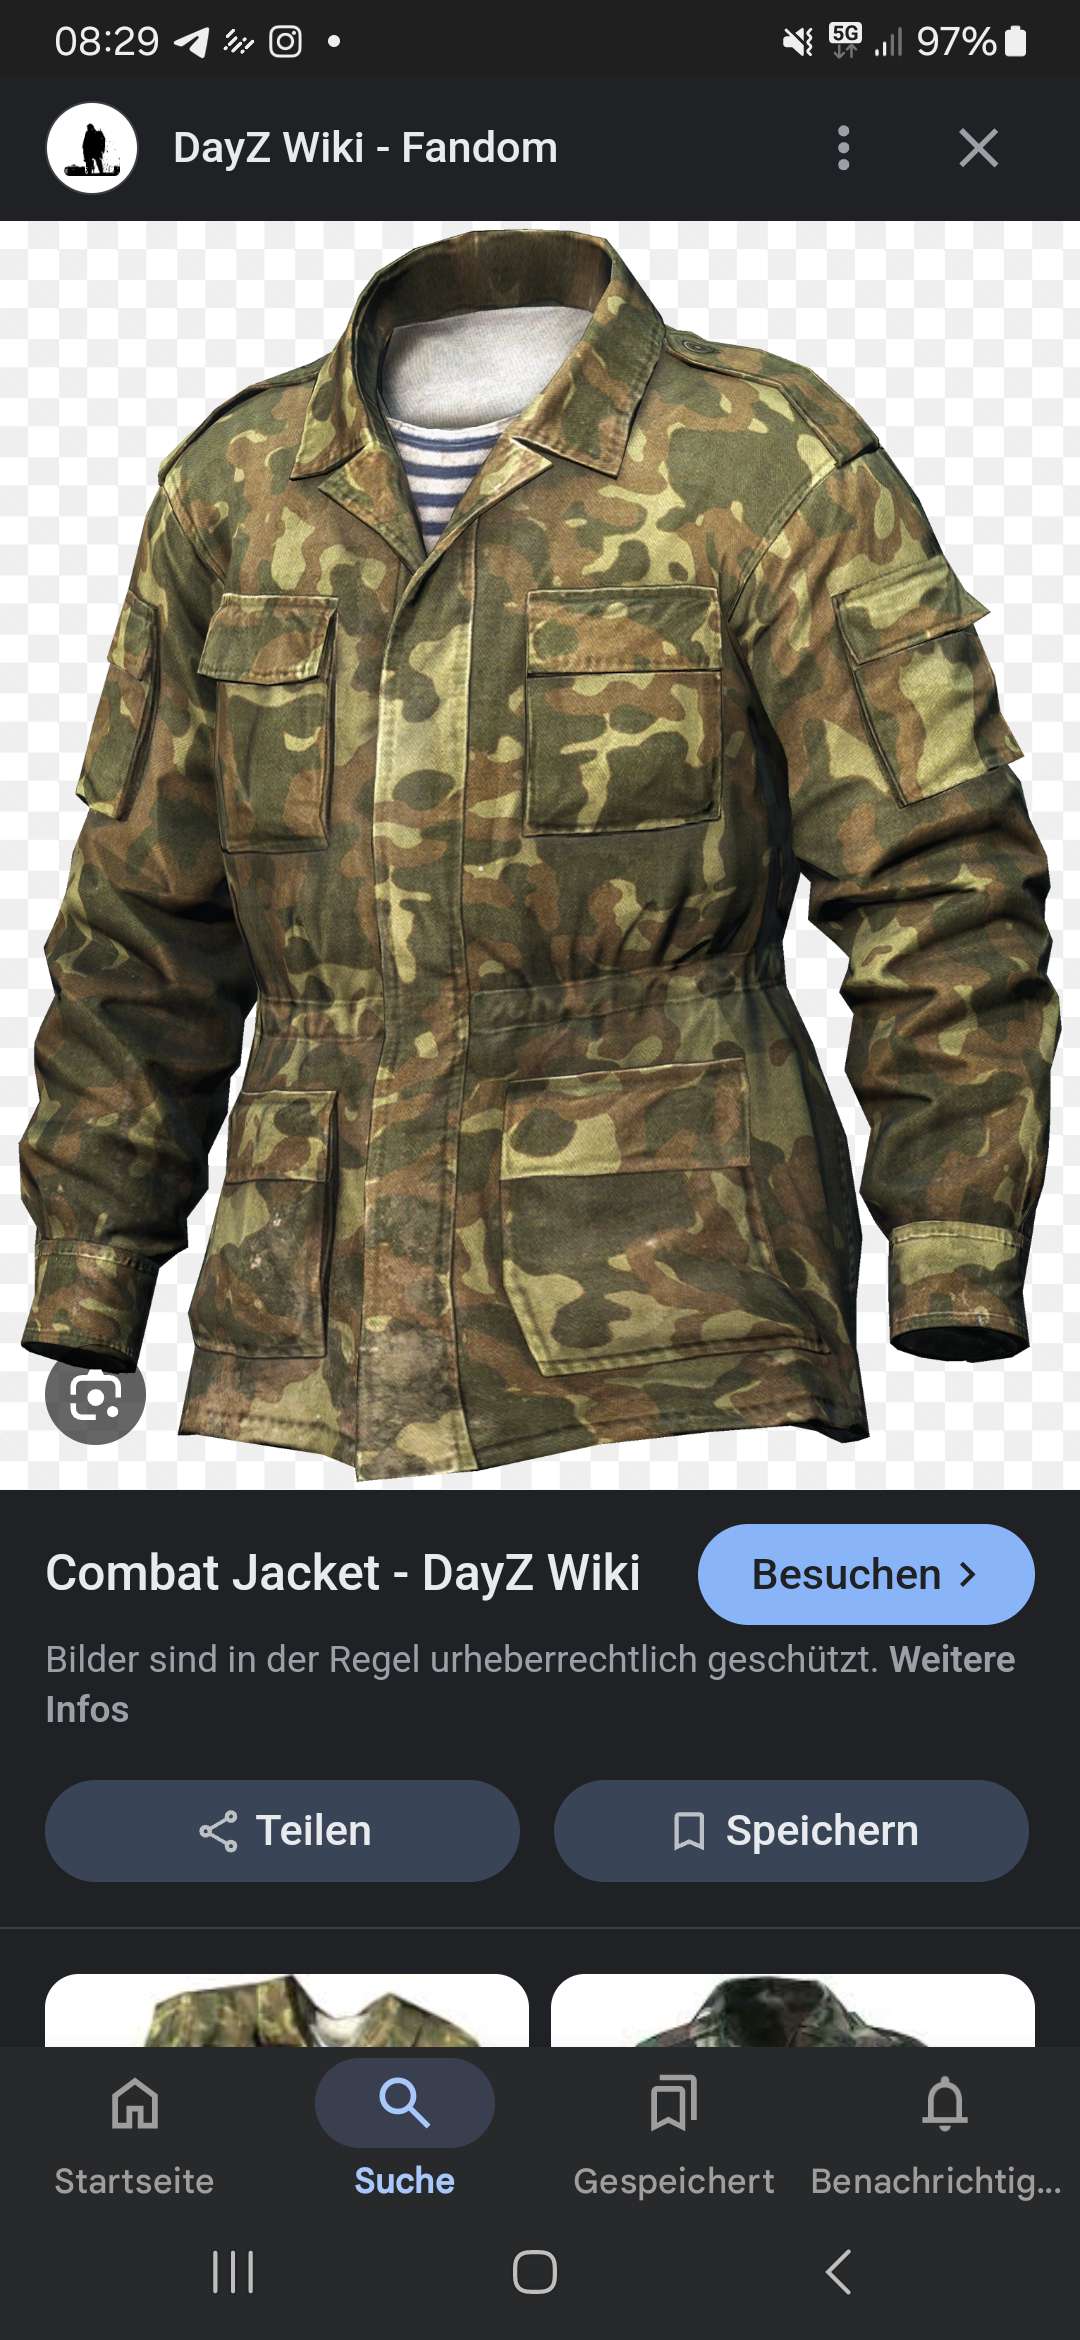 08:29
5G
97%
DayZ Wiki - Fandom
Combat Jacket - DayZ Wiki
Besuchen
Bilder sind in der Regel urheberrechtlich geschützt. Weitere
Infos
Teilen
Speichern
Startseite
Suche
Gespeichert
Benachrichtig...